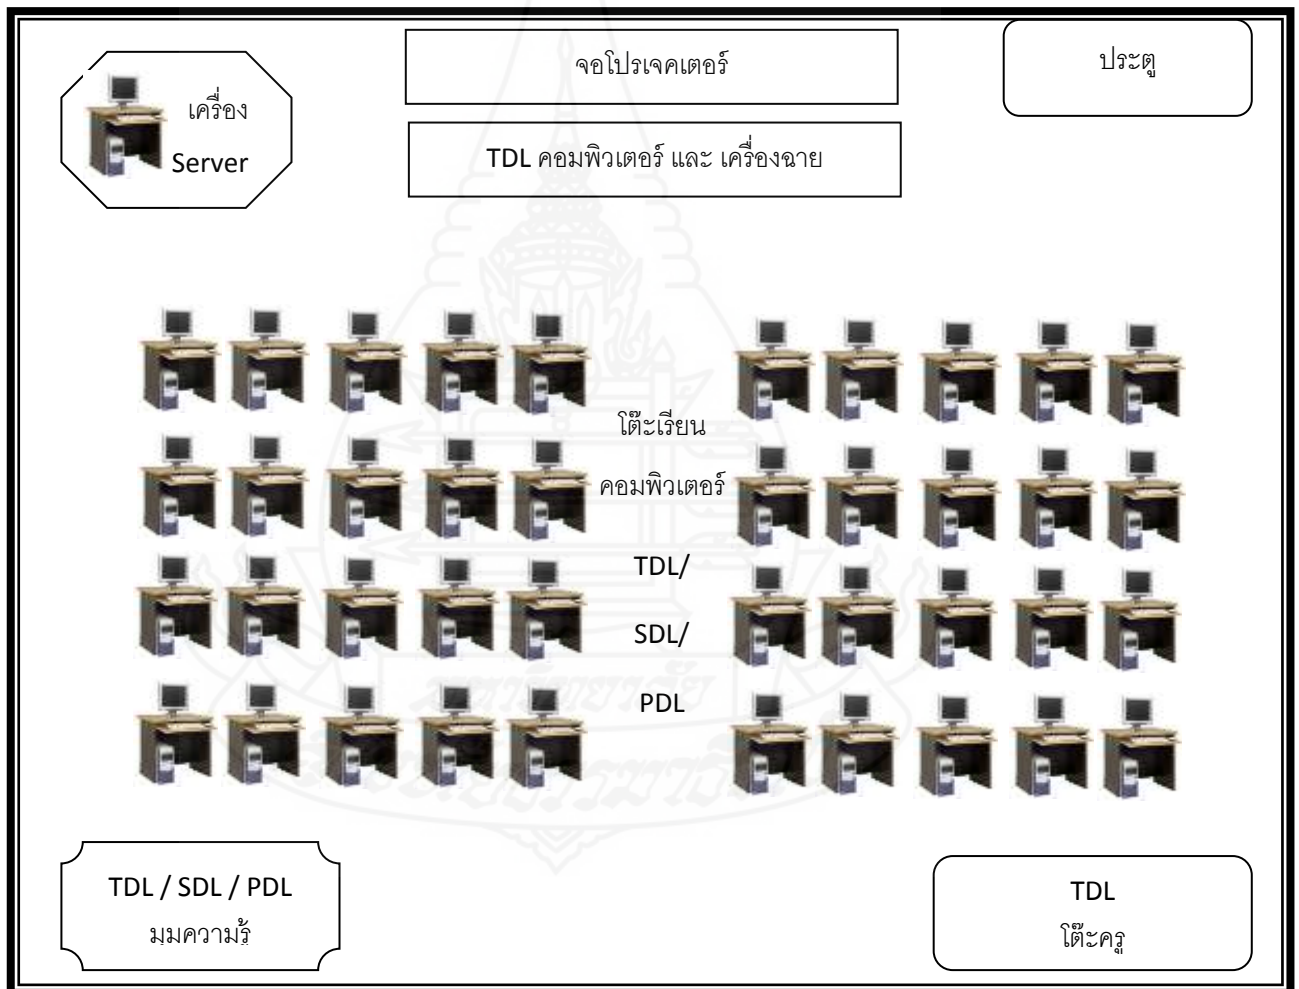 จอโปรเจคเตอร์
ประตู
เครื่อง
Server
TDL คอมพิวเตอร์ และ เครื่องฉาย
โต๊ะเรียน
คอมพิวเตอร์
TDL/
SDL/
PDL
TDL / SDL / PDL
มุมความรู้
TDL
โต๊ะครู